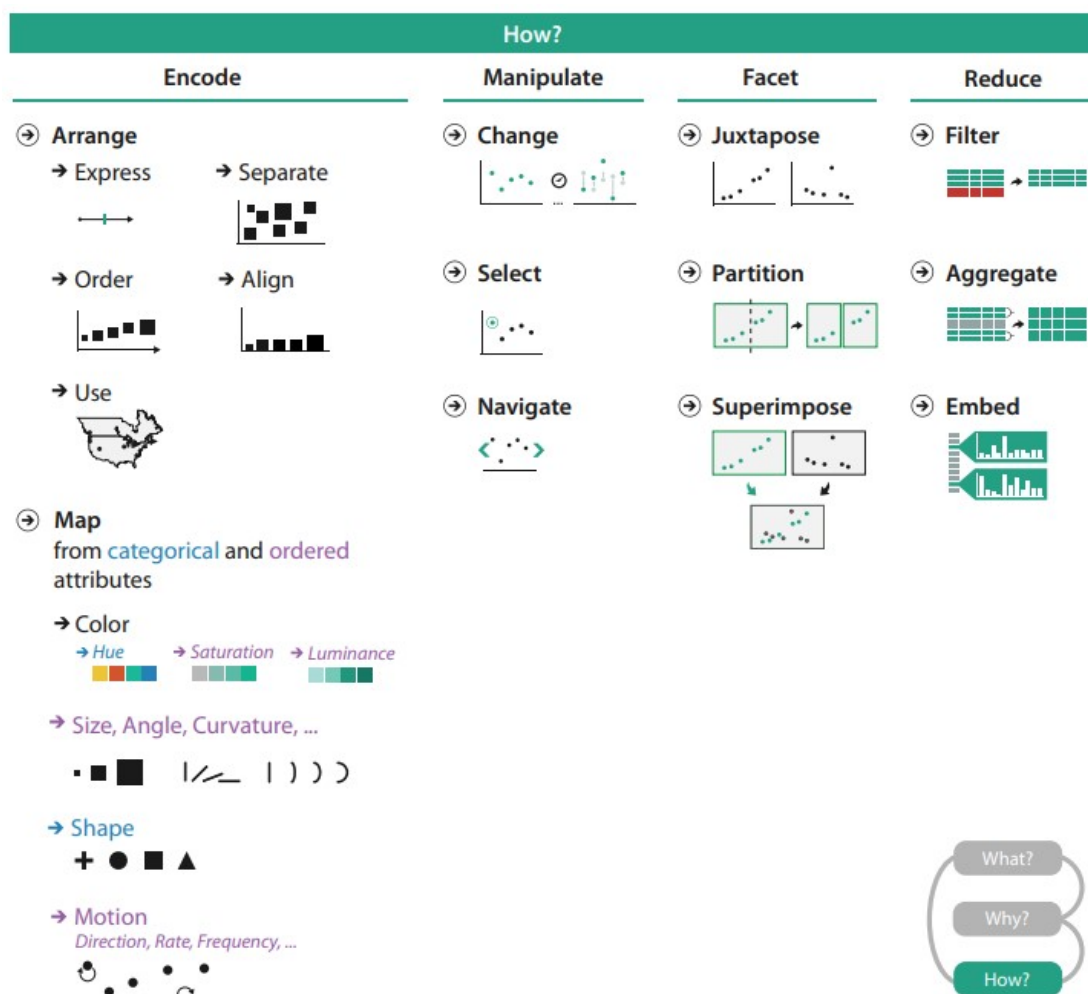 How?
Encode
Manipulate
Facet
Reduce
Arrange
Express
Separate
Order
Align
Use
Map
from categorical and ordered
attributes
Color
Hue
Saturation
Luminance
Size, Angle, Curvature, ...
Shape
Motion
Direction, Rate, Frequency, ...
Change
...
Select
Navigate
Juxtapose
Partition
Superimpose
Filter
Aggregate
Embed
What?
Why?
How?